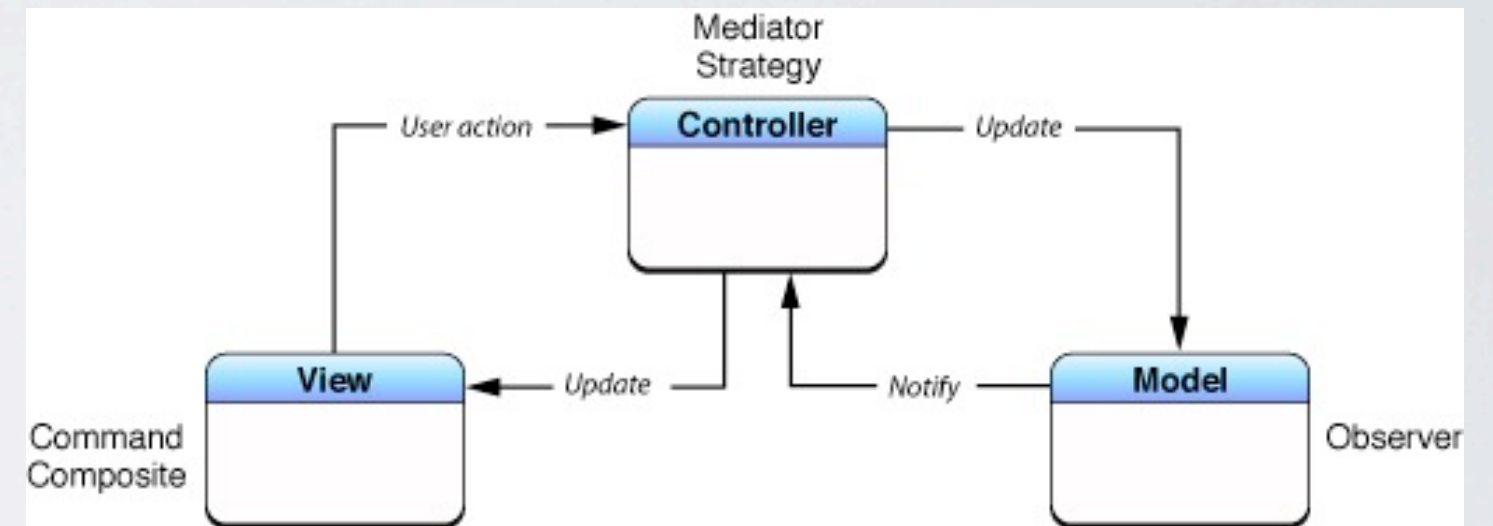 Mediator
Strategy
User action
Controller
Update
View
Update
Notify
Model
Command
Composite
Observer